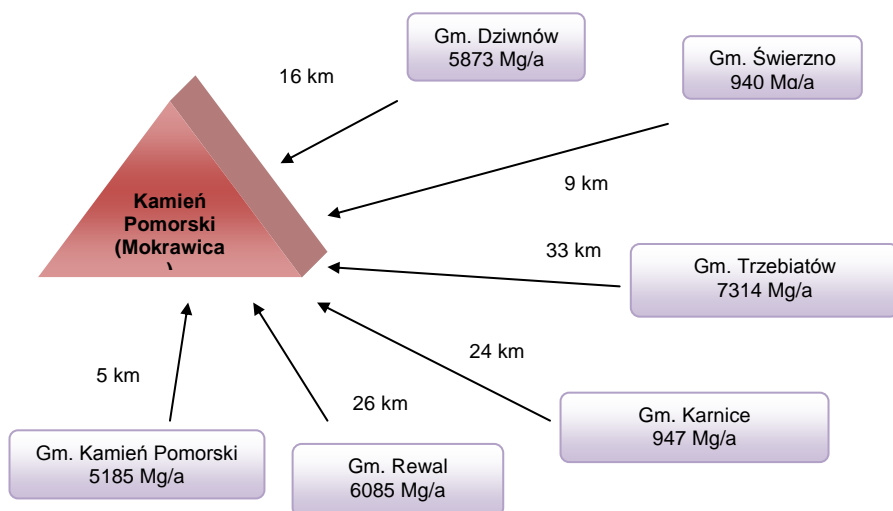 Gm. Dziwnów
5873 Mg/a
Gm. Świerzno
940 Mg/a
16 km
9 km
Kamień
Pomorski
(Mokrawica
)
33 km
Gm. Trzebiatów
7314 Mg/a
24 km
5 km
26 km
Gm. Karnice
947 Mg/a
Gm. Kamień Pomorski
5185 Mg/a
Gm. Rewal
6085 Mg/a